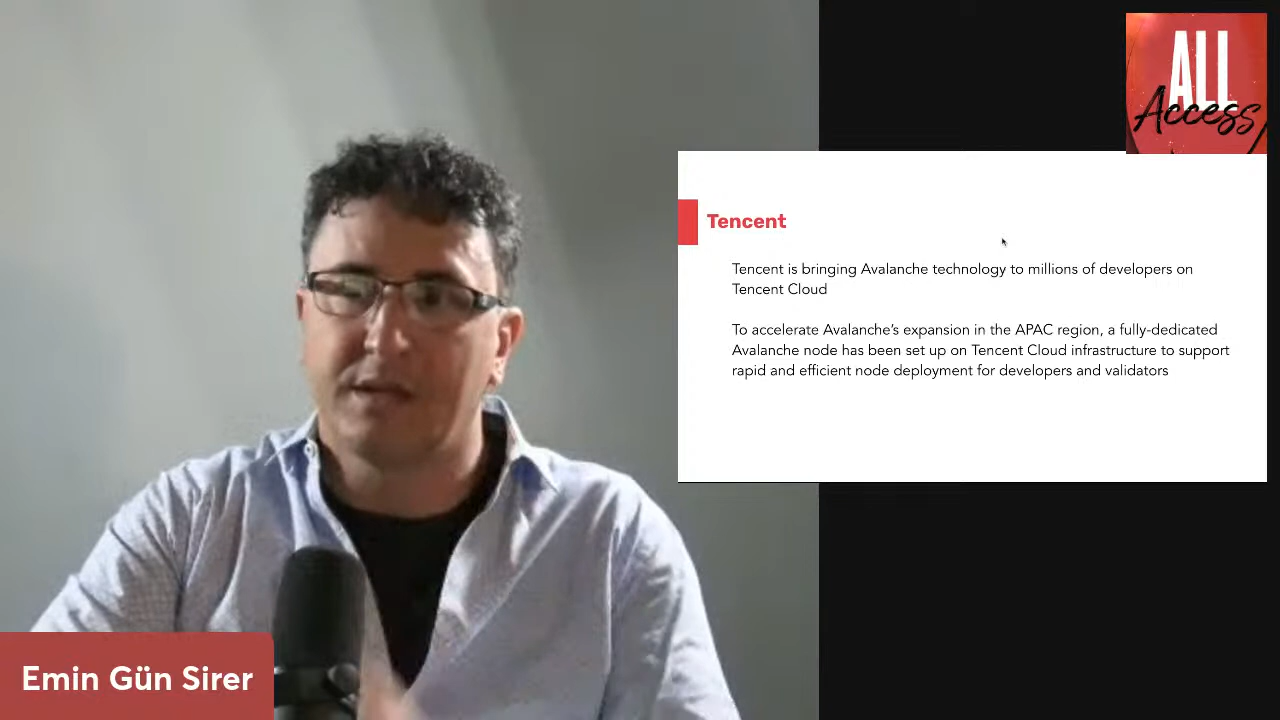 ALL
Access
Tencent
Tencent is bringing Avalanche technology to millions of developers on
Tencent Cloud
To accelerate Avalanche’s expansion in the APAC region, a fully-dedicated
Avalanche node has been set up on Tencent Cloud infrastructure to support
rapid and efficient node deployment for developers and validators
Emin Gün Sirer